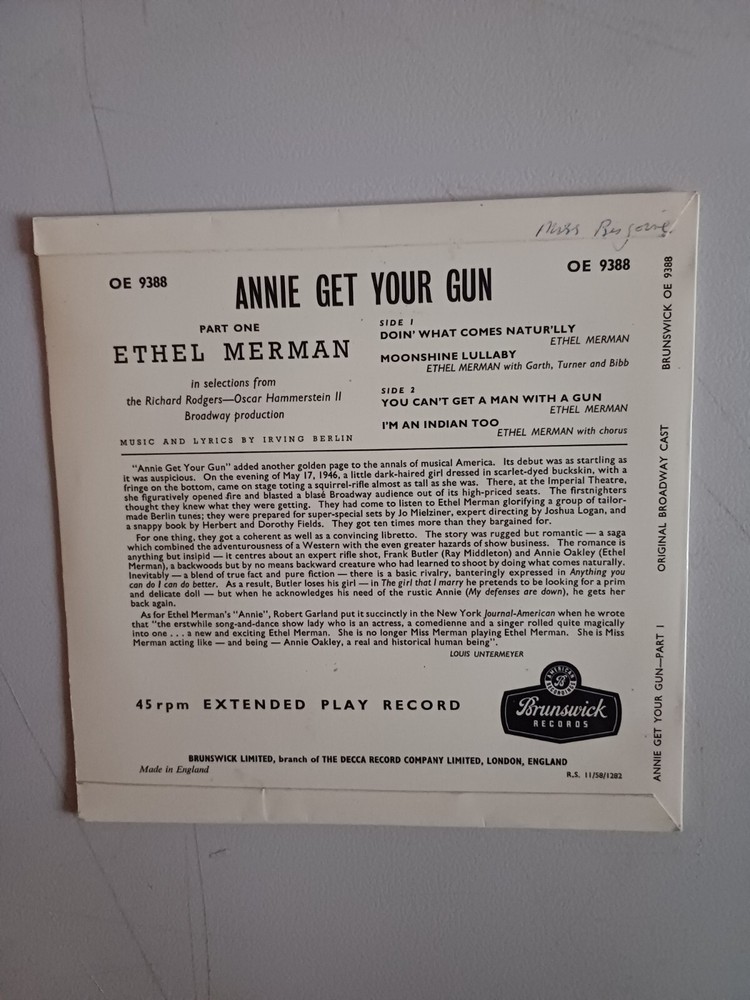 Miss
OE 9388
ANNIE GET YOUR GUN
OE 9388
PART ONE
ETHEL MERMAN
in selections from
the Richard Rodgers—Oscar Hammerstein II
Broadway production
MUSIC AND LYRICS BY IRVING BERLIN
SIDE 1
DOIN' WHAT COMES NATUR'LLY
ETHEL MERMAN
MOONSHINE LULLABY
ETHEL MERMAN with Garth, Turner and Bibb
SIDE 2
YOU CAN'T GET A MAN WITH A GUN
ETHEL MERMAN
I'M AN INDIAN TOO
ETHEL MERMAN with chorus
"Annie Get Your Gun" added another golden page to the annals of musical America. Its debut was as startling as
it was auspicious. On the evening of May 17, 1946, a little dark-haired girl dressed in scarlet-dyed buckskin, with a
fringe on the bottom, came on stage toting a squirrel-rifle almost as tall as she was. There, at the Imperial Theatre,
she figuratively opened fire and blasted a blasé Broadway audience out of its high-priced seats. The firstnighters
thought they knew what they were getting. They had come to listen to Ethel Merman glorifying a group of tailor-
made Berlin tunes; they were prepared for super-special sets by Jo Mielziner, expert directing by Joshua Logan, and
a snappy book by Herbert and Dorothy Fields. They got ten times more than they bargained for.
For one thing, they got a coherent as well as a convincing libretto. The story was rugged but romantic — a saga
which combined the adventurousness of a Western with the even greater hazards of show business. The romance is
anything but insipid — it centres about an expert rifle shot, Frank Butler (Ray Middleton) and Annie Oakley (Ethel
Merman), a backwoods but by no means backward creature who had learned to shoot by doing what comes naturally.
Inevitably — a blend of true fact and pure fiction — there is a basic rivalry, banteringly expressed in Anything you
can do I can do better. As a result, Butler loses his girl — in The girl that I marry he pretends to be looking for a prim
and delicate doll — but when he acknowledges his need of the rustic Annie (My defenses are down), he gets her
back again.
As for Ethel Merman's "Annie", Robert Garland put it succinctly in the New York Journal-American when he wrote
that "the erstwhile song-and-dance show lady who is an actress, a comedienne and a singer rolled quite magically
into one . . . a new and exciting Ethel Merman. She is no longer Miss Merman playing Ethel Merman. She is Miss
Merman acting like — and being — Annie Oakley, a real and historical human being".
LOUIS UNTERMEYER
45 rpm EXTENDED PLAY RECORD
AMERICAN
B
RECORDINGS
Brunswick
RECORDS
BRUNSWICK LIMITED, branch of THE DECCA RECORD COMPANY LIMITED, LONDON, ENGLAND
Made in England
R.S. 11/58/1282
ANNIE GET YOUR GUN—PART 1 ORIGINAL BROADWAY CAST BRUNSWICK OE 9388